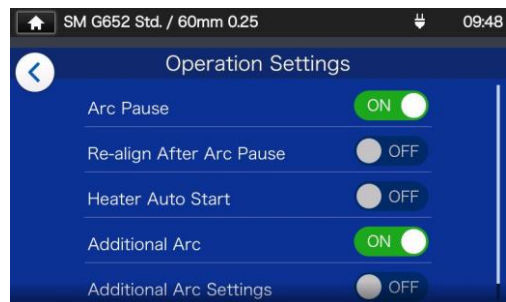 SM G652 Std. / 60mm 0.25 09:48
Operation Settings
Arc Pause ON
Re-align After Arc Pause OFF
Heater Auto Start OFF
Additional Arc ON
Additional Arc Settings OFF